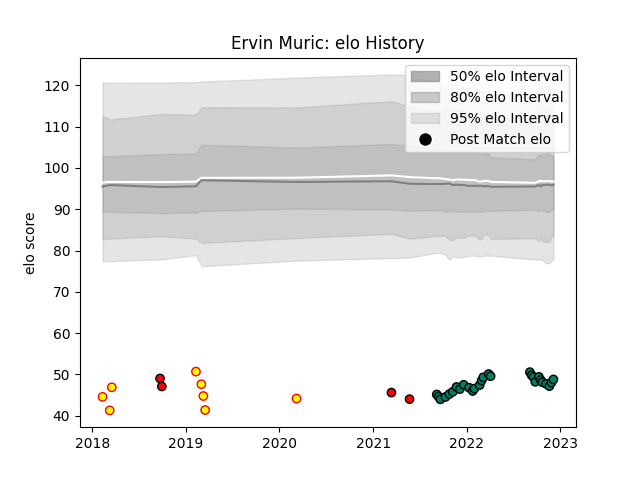 Ervin Muric: elo History
50% elo Interval
80% elo Interval
95% elo Interval
Post Match elo
elo score
120
110
100
90
80
70
60
50
40
2018
2019
2020
2021
2022
2023